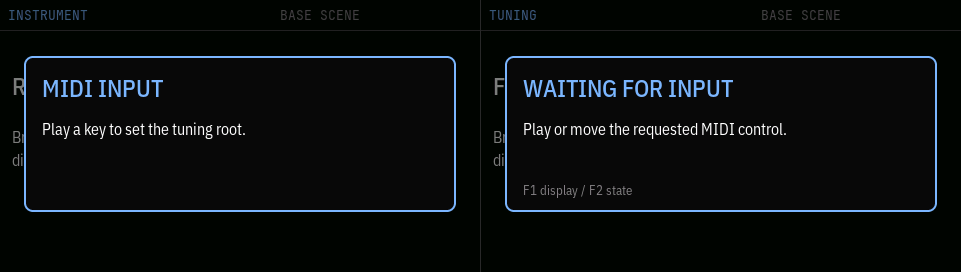 INSTRUMENT BASE SCENE
MIDI INPUT
Play a key to set the tuning root.
TUNING BASE SCENE
WAITING FOR INPUT
Play or move the requested MIDI control.
F1 display / F2 state